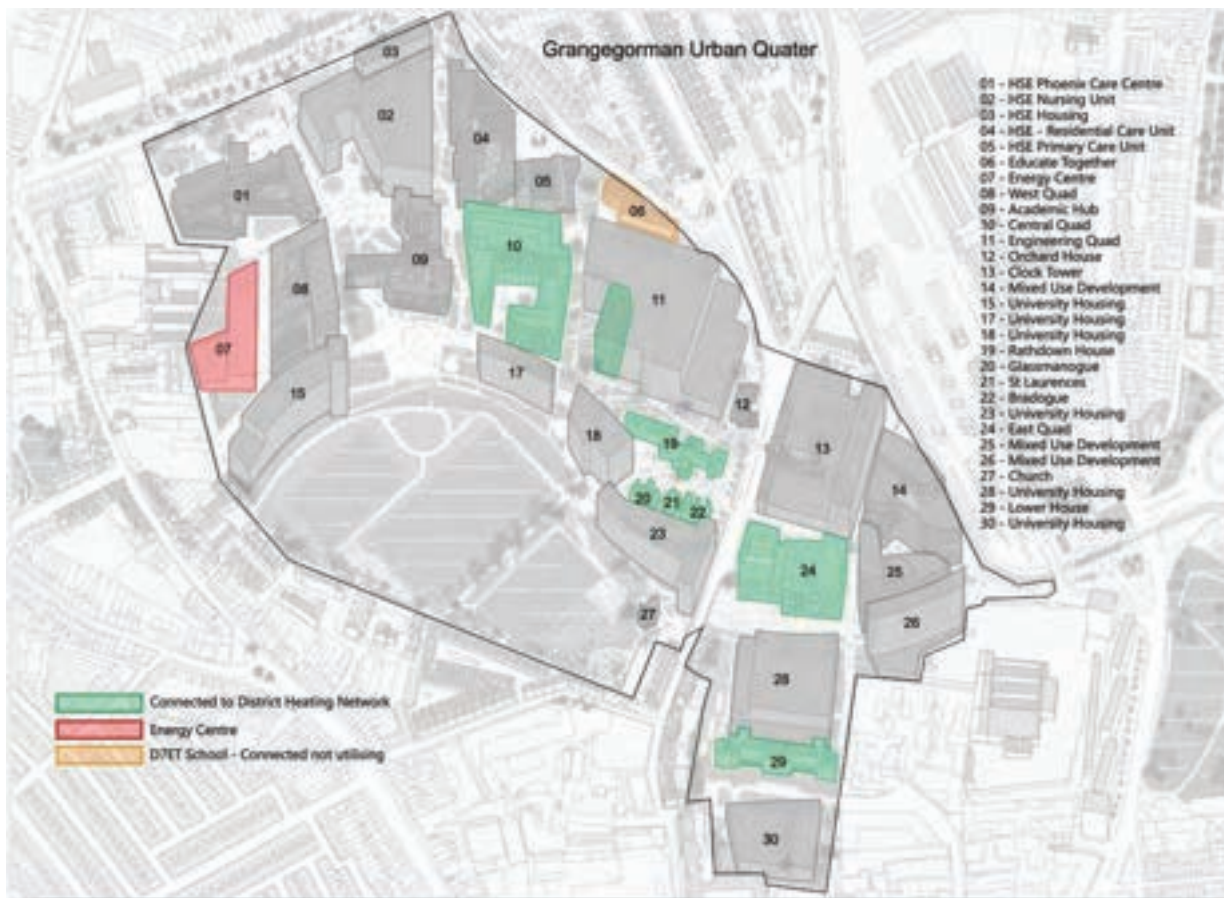 Grangegorman Urban Quater
01 - HSE Phoenix Care Centre
02 - HSE Nursing Unit
03 - HSE Housing
04 - HSE - Residential Care Unit
05 - HSE Primary Care Unit
06 - Educate Together
07 - Energy Centre
08 - West Quad
09 - Academic Hub
10 - Central Quad
11 - Engineering Quad
12 - Orchard House
13 - Clock Tower
14 - Mixed Use Development
15 - University Housing
17 - University Housing
18 - University Housing
19 - Rathdown House
20 - Glassmanogue
21 - St Laurences
22 - Bradogue
23 - University Housing
24 - East Quad
25 - Mixed Use Development
26 - Mixed Use Development
27 - Church
28 - University Housing
29 - Lower House
30 - University Housing
03
02
04
05
01
06
10
09
11
08
07
17
15
12
18
19
13
20
21
22
14
23
24
25
27
26
28
29
30
Connected to District Heating Network
Energy Centre
D7ET School - Connected not utilising